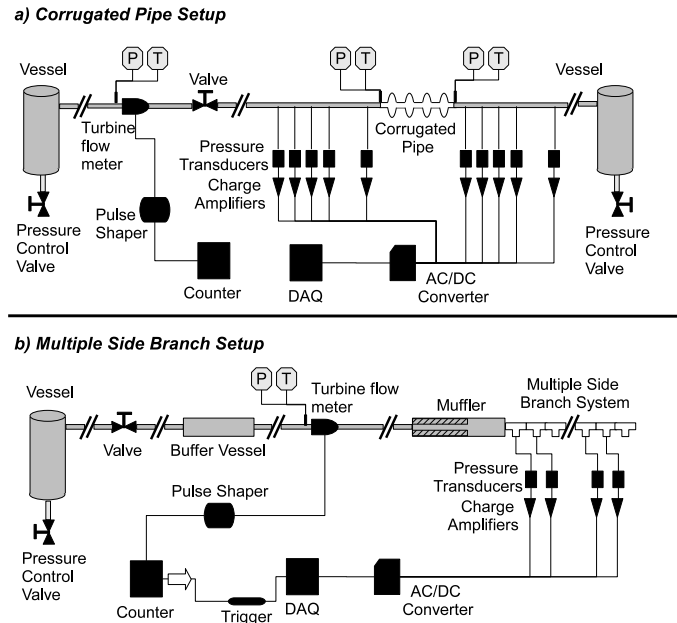 a) Corrugated Pipe Setup
P T
P T
P T
Vessel
Valve
Vessel
Turbine
flow
meter
Corrugated
Pipe
Pressure
Transducers
Charge
Amplifiers
Pulse
Shaper
Pressure
Control
Valve
Pressure
Control
Valve
Counter
DAQ
AC/DC
Converter
b) Multiple Side Branch Setup
P T
Turbine flow
meter
Vessel
Multiple Side
Branch System
Muffler
Valve
Buffer Vessel
Pressure
Transducers
Charge
Amplifiers
Pulse Shaper
Pressure
Control
Valve
Counter
Trigger
DAQ
AC/DC
Converter